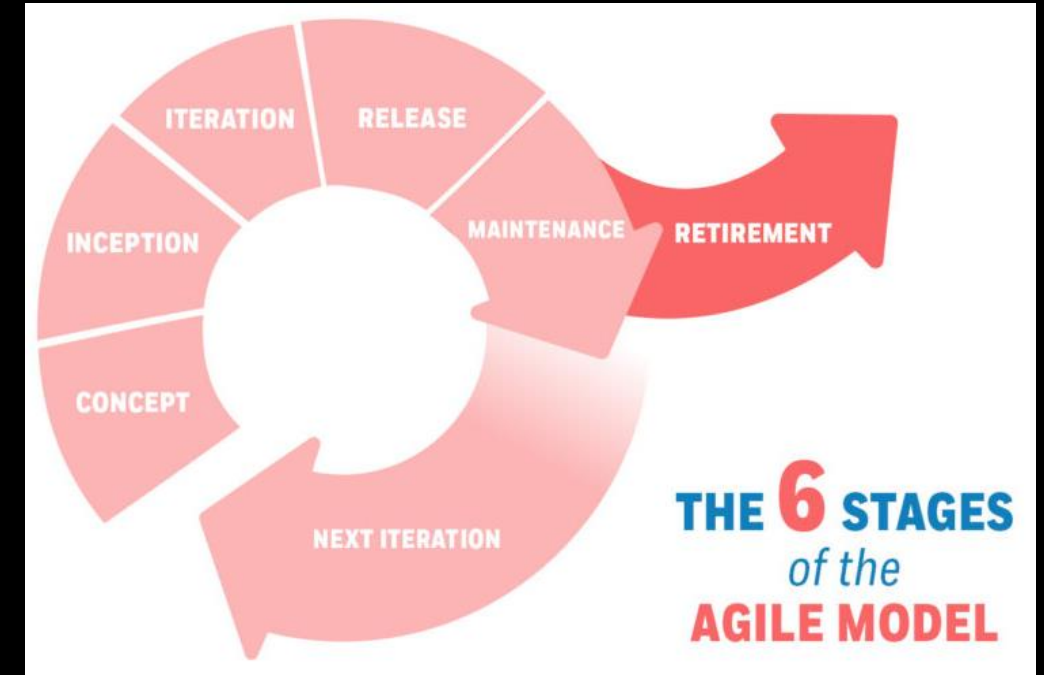 CONCEPT
INCEPTION
ITERATION
RELEASE
MAINTENANCE
RETIREMENT
NEXT ITERATION
THE 6 STAGES
of the
AGILE MODEL